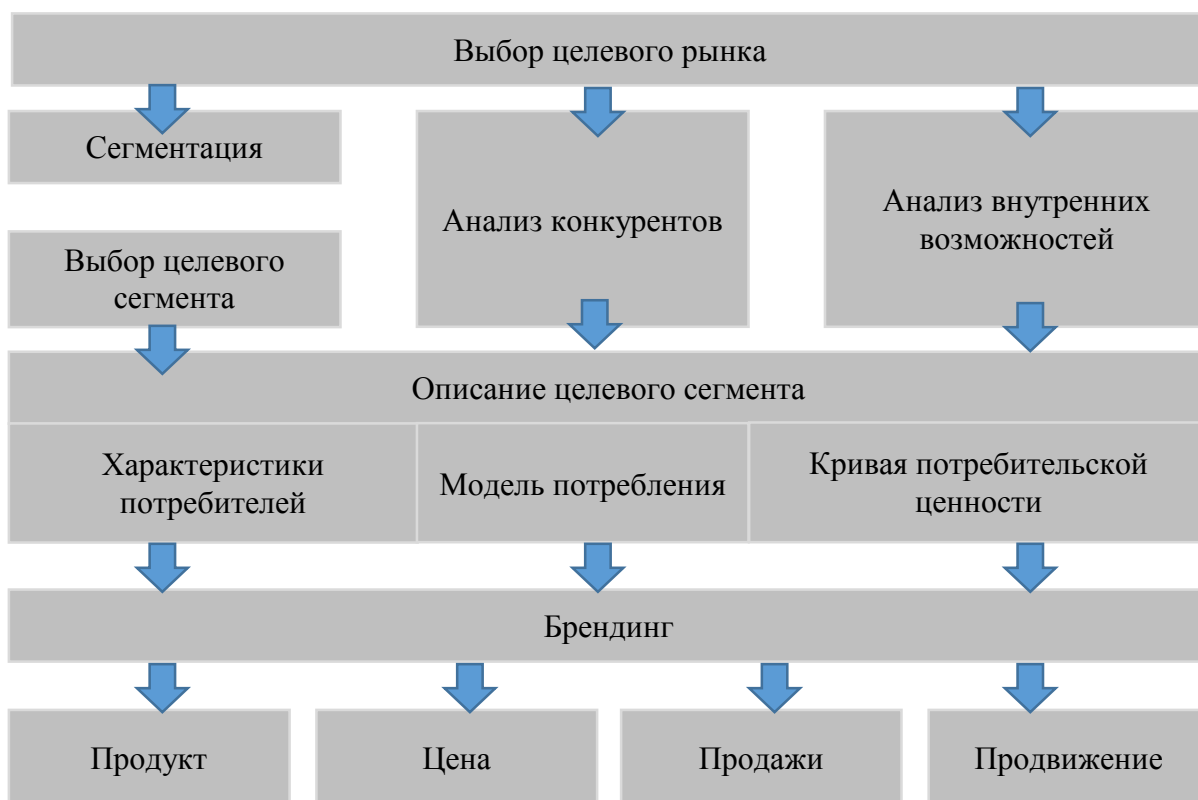 Выбор целевого рынка
Сегментация
Анализ конкурентов
Анализ внутренних
возможностей
Выбор целевого
сегмента
Описание целевого сегмента
Характеристики
потребителей
Модель потребления
Кривая потребительской
ценности
Брендинг
Продукт
Цена
Продажи
Продвижение